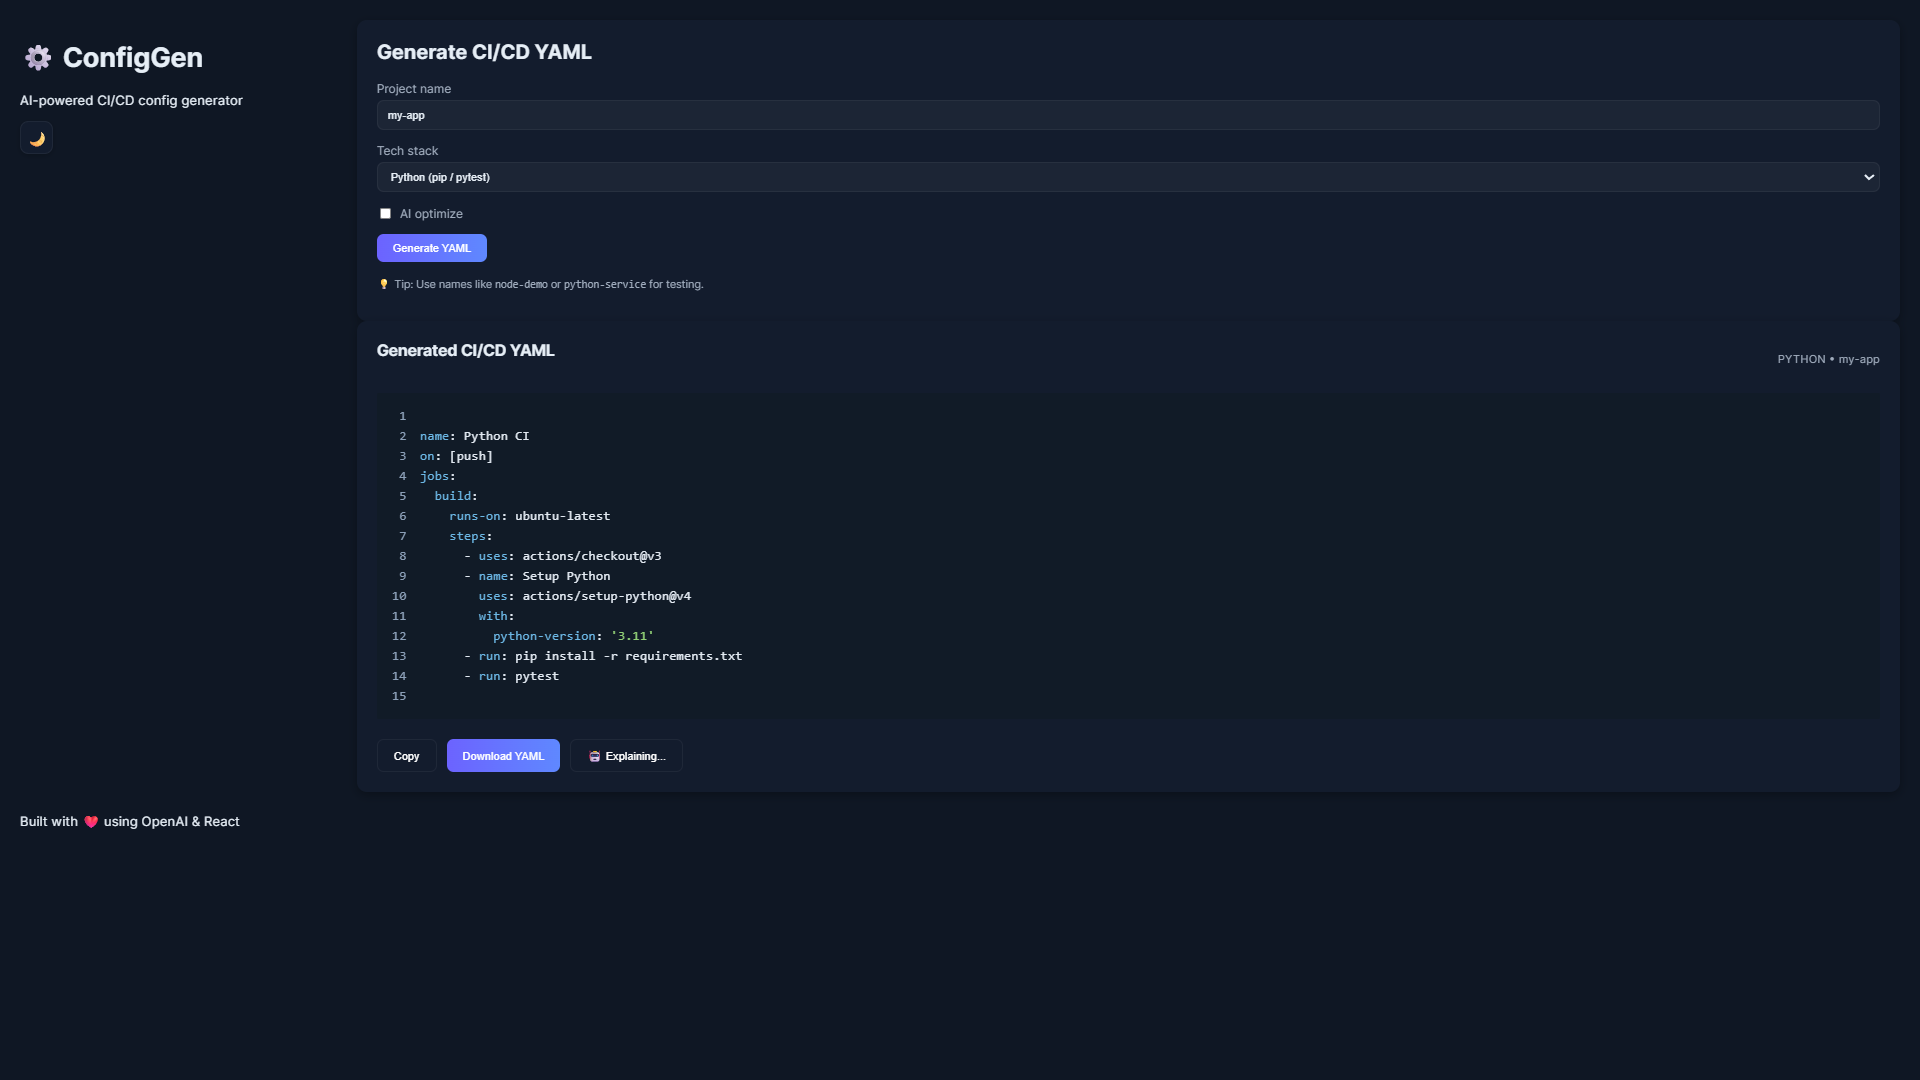 ConfigGen
AI-powered CI/CD config generator
Generate CI/CD YAML
Project name
my-app
Tech stack
Python (pip / pytest)
AI optimize
Generate YAML
Tip: Use names like node-demo or python-service for testing.
Generated CI/CD YAML
PYTHON • my-app
1
2 name: Python CI
3 on: [push]
4 jobs:
5   build:
6     runs-on: ubuntu-latest
7     steps:
8       - uses: actions/checkout@v3
9       - name: Setup Python
10         uses: actions/setup-python@v4
11         with:
12           python-version: '3.11'
13       - run: pip install -r requirements.txt
14       - run: pytest
15
Copy
Download YAML
Explaining...
Built with ❤️ using OpenAI & React